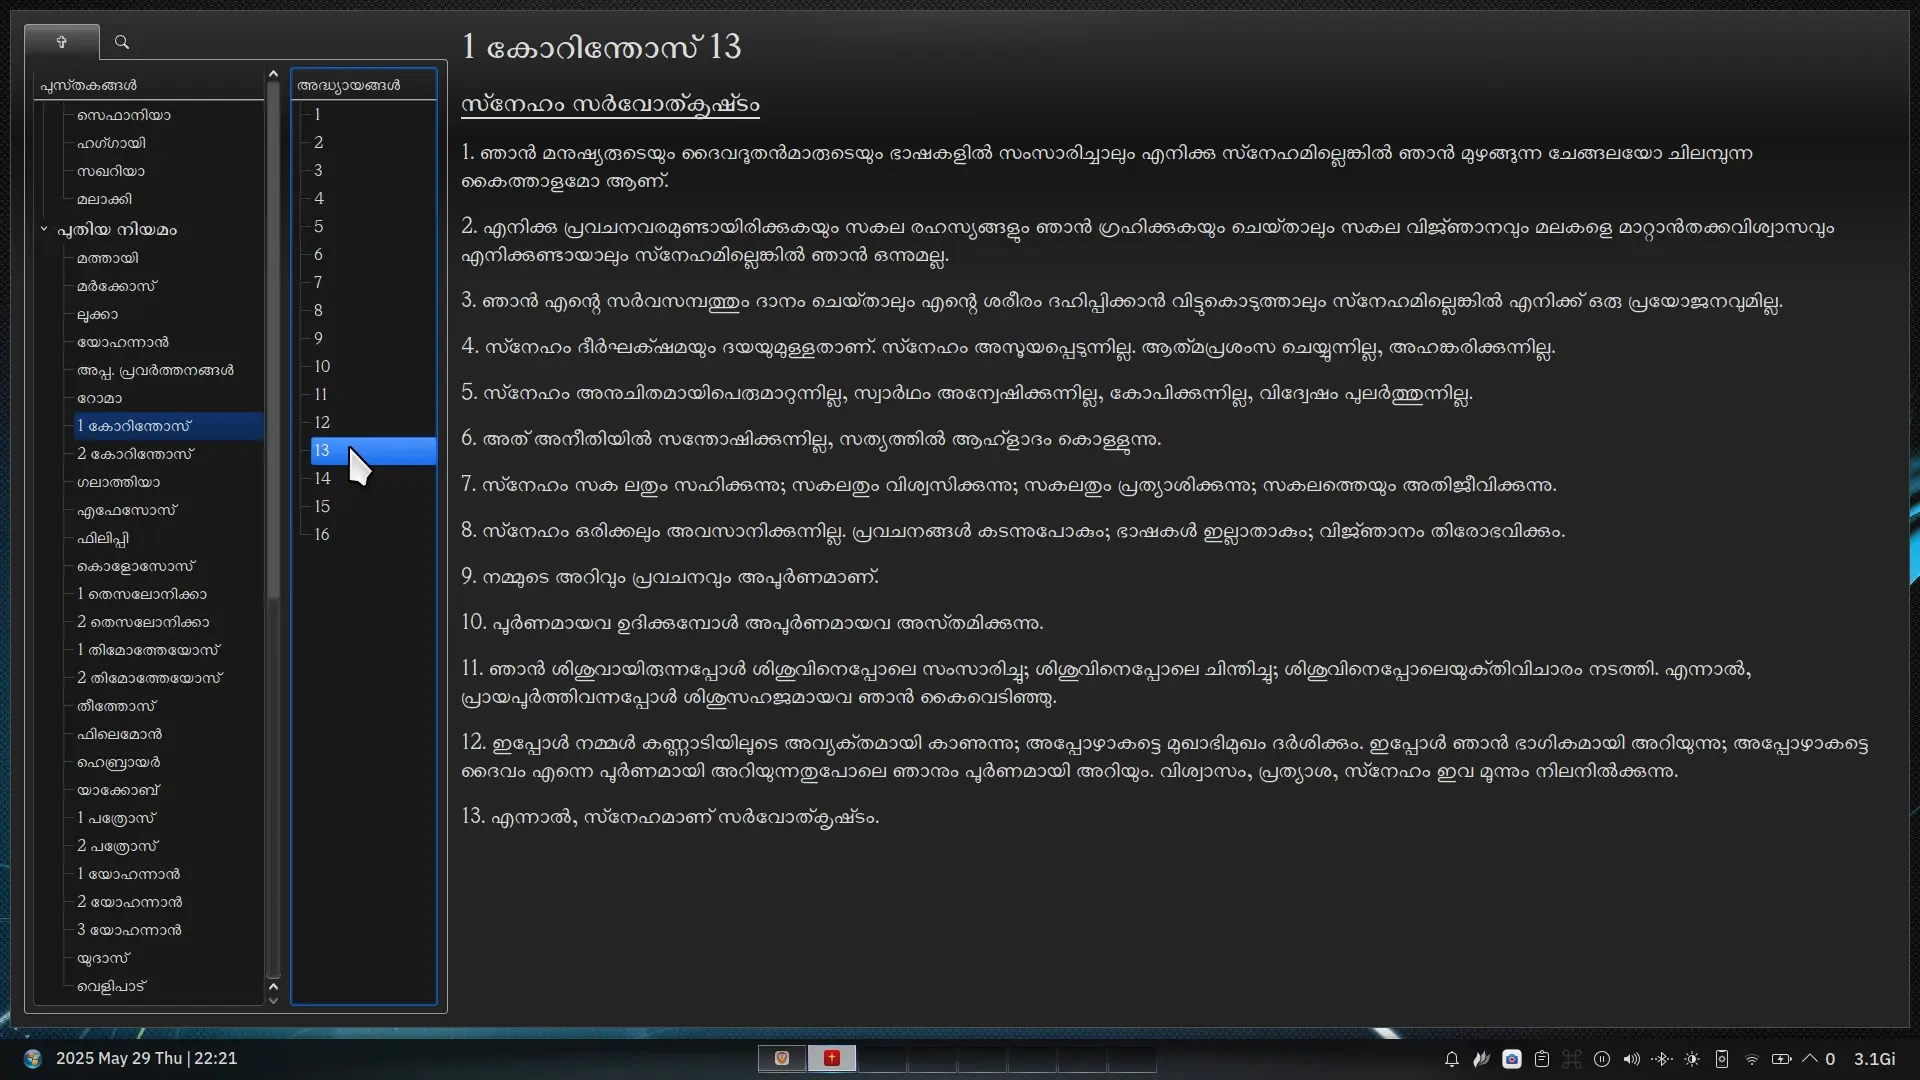 ✞
പുസ്തകങ്ങൾ
സെഫാനിയാ
ഹഗ്ഗായി
സഖറിയാ
മലാക്കി
പുതിയ നിയമം
മത്തായി
മർക്കോസ്
ലൂക്കാ
യോഹന്നാൻ
അപ്പ. പ്രവർത്തനങ്ങൾ
റോമാ
1 കോറിന്തോസ്
2 കോറിന്തോസ്
ഗലാത്തിയാ
എഫേസോസ്
ഫിലിപ്പി
കൊളോസോസ്
1 തെസലോനിക്കാ
2 തെസലോനിക്കാ
1 തിമോത്തേയോസ്
2 തിമോത്തേയോസ്
തീത്തോസ്
ഫിലെമോൻ
ഹെബ്രായർ
യാക്കോബ്
1 പത്രോസ്
2 പത്രോസ്
1 യോഹന്നാൻ
2 യോഹന്നാൻ
3 യോഹന്നാൻ
യുദാസ്
വെളിപാട്
അദ്ധ്യായങ്ങൾ
1
2
3
4
5
6
7
8
9
10
11
12
13
14
15
16
1 കോറിന്തോസ് 13
സ്നേഹം സർവോത്കൃഷ്ടം
1. ഞാൻ മനുഷ്യരുടെയും ദൈവദൂതൻമാരുടെയും ഭാഷകളിൽ സംസാരിച്ചാലും എനിക്കു സ്നേഹമില്ലെങ്കിൽ ഞാൻ മുഴങ്ങുന്ന ചേങ്ങലയോ ചിലമ്പുന്ന
കൈത്താളമോ ആണ്.
2. എനിക്കു പ്രവചനവരമുണ്ടായിരിക്കുകയും സകല രഹസ്യങ്ങളും ഞാൻ ഗ്രഹിക്കുകയും ചെയ്താലും സകല വിജ്ഞാനവും മലകളെ മാറ്റാൻതക്കവിശ്വാസവും
എനിക്കുണ്ടായാലും സ്നേഹമില്ലെങ്കിൽ ഞാൻ ഒന്നുമല്ല.
3. ഞാൻ എന്റെ സർവസമ്പത്തും ദാനം ചെയ്താലും എന്റെ ശരീരം ദഹിപ്പിക്കാൻ വിട്ടുകൊടുത്താലും സ്നേഹമില്ലെങ്കിൽ എനിക്ക് ഒരു പ്രയോജനവുമില്ല.
4. സ്നേഹം ദീർഘക്ഷമയും ദയയുമുള്ളതാണ്. സ്നേഹം അസൂയപ്പെടുന്നില്ല. ആത്മപ്രശംസ ചെയ്യുന്നില്ല, അഹങ്കരിക്കുന്നില്ല.
5. സ്നേഹം അനുചിതമായിപെരുമാറുന്നില്ല, സ്വാർഥം അന്വേഷിക്കുന്നില്ല, കോപിക്കുന്നില്ല, വിദ്വേഷം പുലർത്തുന്നില്ല.
6. അത് അനീതിയിൽ സന്തോഷിക്കുന്നില്ല, സത്യത്തിൽ ആഹ്ളാദം കൊള്ളുന്നു.
7. സ്നേഹം സക ലതും സഹിക്കുന്നു; സകലതും വിശ്വസിക്കുന്നു; സകലതും പ്രത്യാശിക്കുന്നു; സകലത്തെയും അതിജീവിക്കുന്നു.
8. സ്നേഹം ഒരിക്കലും അവസാനിക്കുന്നില്ല. പ്രവചനങ്ങൾ കടന്നുപോകും; ഭാഷകൾ ഇല്ലാതാകും; വിജ്ഞാനം തിരോഭവിക്കും.
9. നമ്മുടെ അറിവും പ്രവചനവും അപൂർണമാണ്.
10. പൂർണമായവ ഉദിക്കുമ്പോൾ അപൂർണമായവ അസ്തമിക്കുന്നു.
11. ഞാൻ ശിശുവായിരുന്നപ്പോൾ ശിശുവിനെപ്പോലെ സംസാരിച്ചു; ശിശുവിനെപ്പോലെ ചിന്തിച്ചു; ശിശുവിനെപ്പോലെയുക്തിവിചാരം നടത്തി. എന്നാൽ,
പ്രായപൂർത്തിവന്നപ്പോൾ ശിശുസഹജമായവ ഞാൻ കൈവെടിഞ്ഞു.
12. ഇപ്പോൾ നമ്മൾ കണ്ണാടിയിലൂടെ അവ്യക്തമായി കാണുന്നു; അപ്പോഴാകട്ടെ മുഖാഭിമുഖം ദർശിക്കും. ഇപ്പോൾ ഞാൻ ഭാഗികമായി അറിയുന്നു; അപ്പോഴാകട്ടെ
ദൈവം എന്നെ പൂർണമായി അറിയുന്നതുപോലെ ഞാനും പൂർണമായി അറിയും. വിശ്വാസം, പ്രത്യാശ, സ്നേഹം ഇവ മൂന്നും നിലനിൽക്കുന്നു.
13. എന്നാൽ, സ്നേഹമാണ് സർവോത്കൃഷ്ടം.
2025 May 29 Thu | 22:21
0 3.1Gi